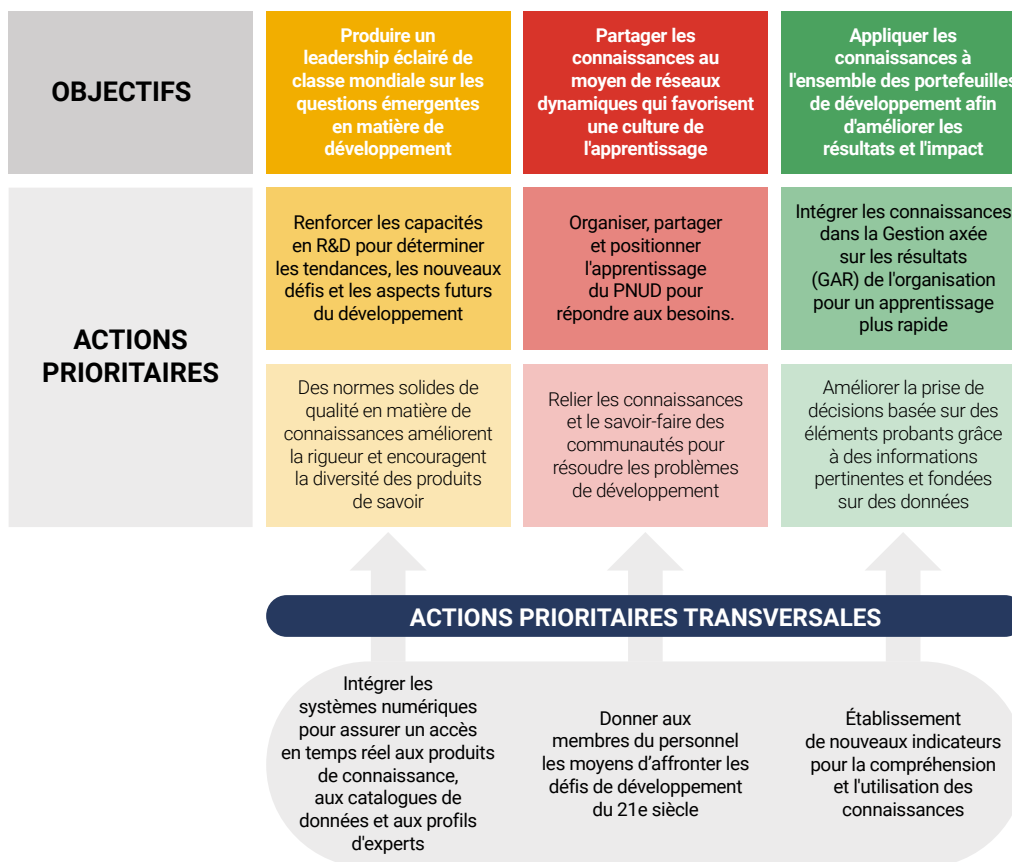 OBJECTIFS
Produire un
leadership éclairé de
classe mondiale sur les
questions émergentes
en matière de
développement
Partager les
connaissances au
moyen de réseaux
dynamiques qui favorisent
une culture de
l'apprentissage
Appliquer les
connaissances à
l'ensemble des portefeuilles
de développement afin
d'améliorer les
résultats et l'impact
ACTIONS
PRIORITAIRES
Renforcer les capacités
en R&D pour déterminer
les tendances, les nouveaux
défis et les aspects futurs
du développement
Organiser, partager
et positionner
l'apprentissage
du PNUD pour
répondre aux besoins.
Intégrer les connaissances
dans la Gestion axée
sur les résultats
(GAR) de l'organisation
pour un apprentissage
plus rapide
Des normes solides de
qualité en matière de
connaissances améliorent
la rigueur et encouragent
la diversité des produits
de savoir
Relier les connaissances
et le savoir-faire des
communautés pour
résoudre les problèmes
de développement
Améliorer la prise de
décisions basée sur des
éléments probants grâce
à des informations
pertinentes et fondées
sur des données
ACTIONS PRIORITAIRES TRANSVERSALES
Intégrer les
systèmes numériques
pour assurer un accès
en temps réel aux produits
de connaissance,
aux catalogues de
données et aux profils
d'experts
Donner aux
membres du personnel
les moyens d’affronter les
défis de développement
du 21e siècle
Établissement
de nouveaux indicateurs
pour la compréhension
et l'utilisation des
connaissances